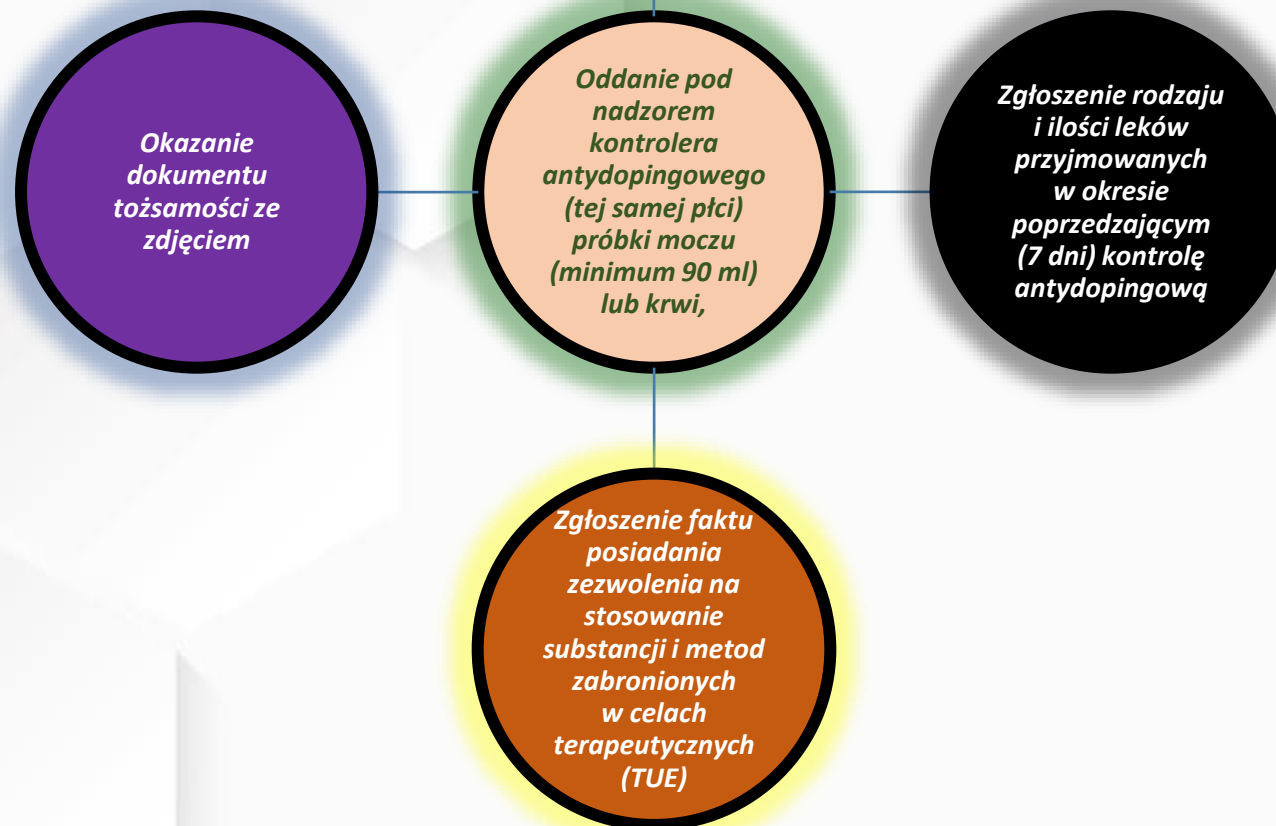 Okazanie
dokumentu
tożsamości ze
zdjęciem
Oddanie pod
nadzorem
kontrolera
antydopingowego
(tej samej płci)
próbki moczu
(minimum 90 ml)
lub krwi,
Zgłoszenie rodzaju
i ilości leków
przyjmowanych
w okresie
poprzedzającym
(7 dni) kontrolę
antydopingową
Zgłoszenie faktu
posiadania
zezwolenia na
stosowanie
substancji i metod
zabronionych
w celach
terapeutycznych
(TUE)